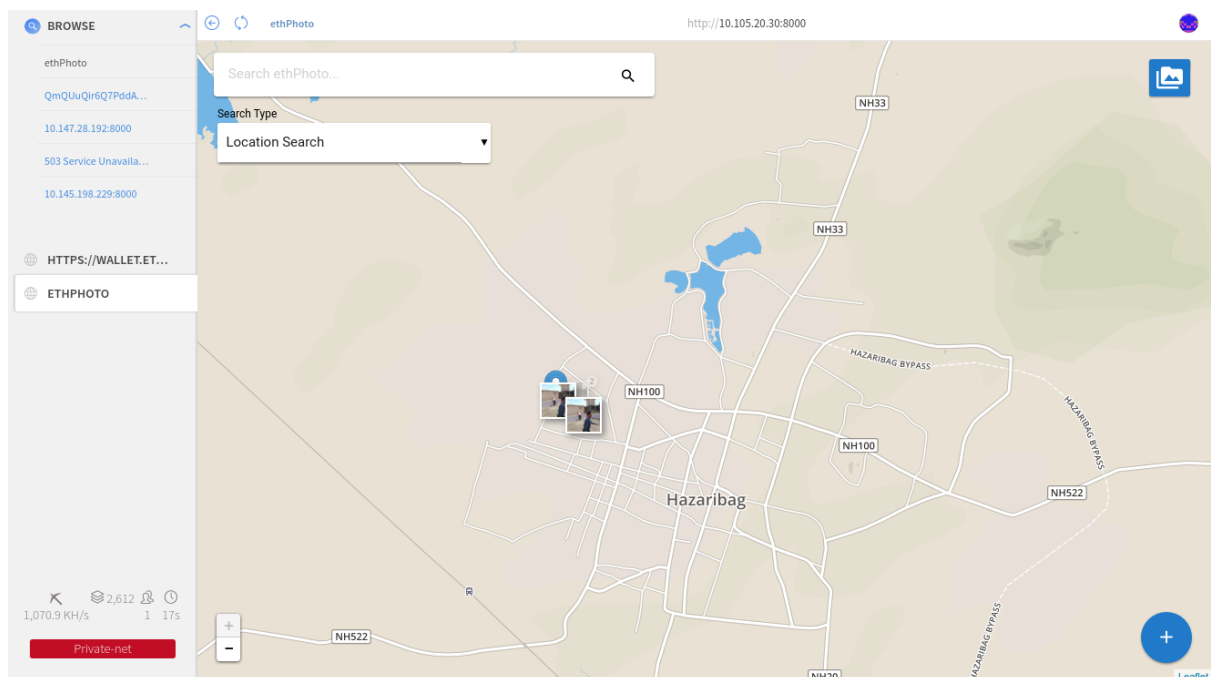 BROWSE
ethPhoto
QmQUuQir6Q7PddA...
10.147.28.192:8000
503 Service Unavaila...
10.145.198.229:8000
HTTPS://WALLET.ET...
ETHPHOTO
2,612
1,070.9 KH/s 1 17s
Private-net
ethPhoto
http://10.105.20.30:8000
Search ethPhoto...
Search Type
Location Search
NH33
NH33
HAZARIBAG BYPASS
2
NH100
HAZARIBAG BYPASS
NH100
NH522
Hazaribag
+
−
NH522
HAZARIBAG BYPASS
+
NH20
Leaflet